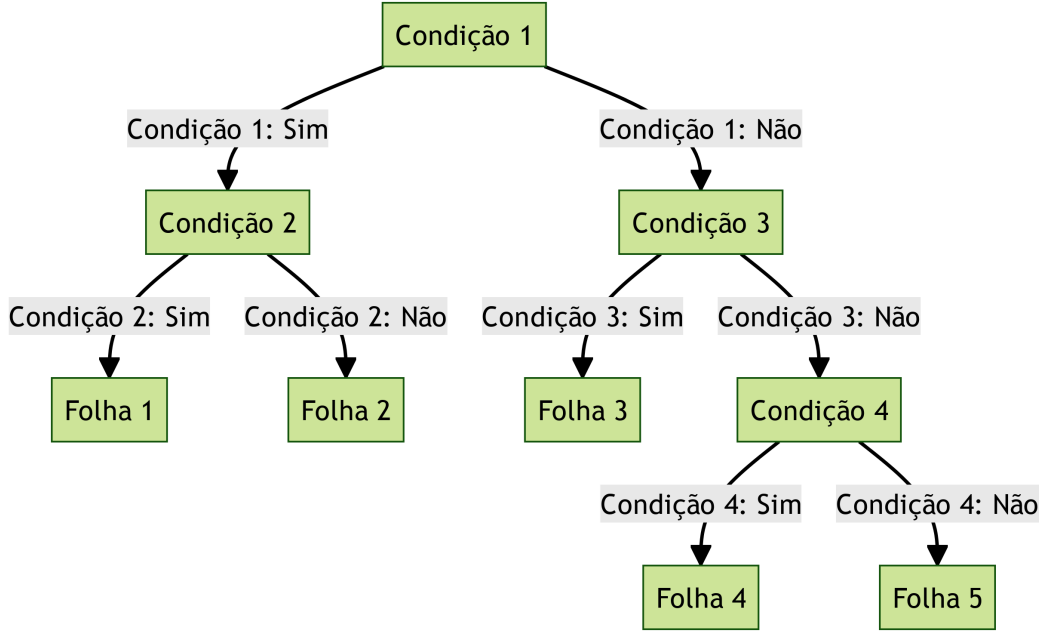 Condição 1
Condição 1: Sim
Condição 1: Não
Condição 2
Condição 3
Condição 2: Sim
Condição 2: Não
Condição 3: Sim
Condição 3: Não
Folha 1
Folha 2
Folha 3
Condição 4
Condição 4: Sim
Condição 4: Não
Folha 4
Folha 5